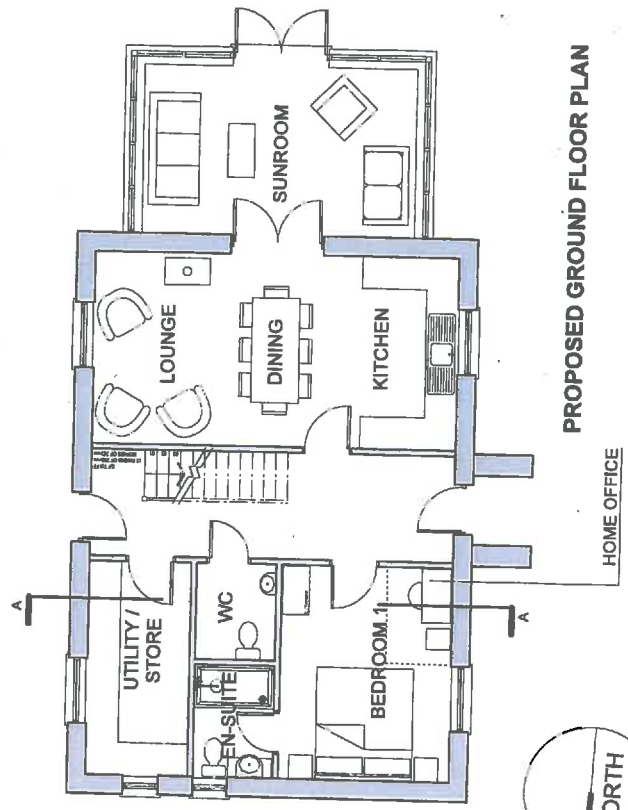 SUNROOM
LOUNGE
DINING
KITCHEN
UTILITY /
STORE
WC
EN-SUITE
BEDROOM 1
A
A
HOME OFFICE
PROPOSED GROUND FLOOR PLAN
ORTH